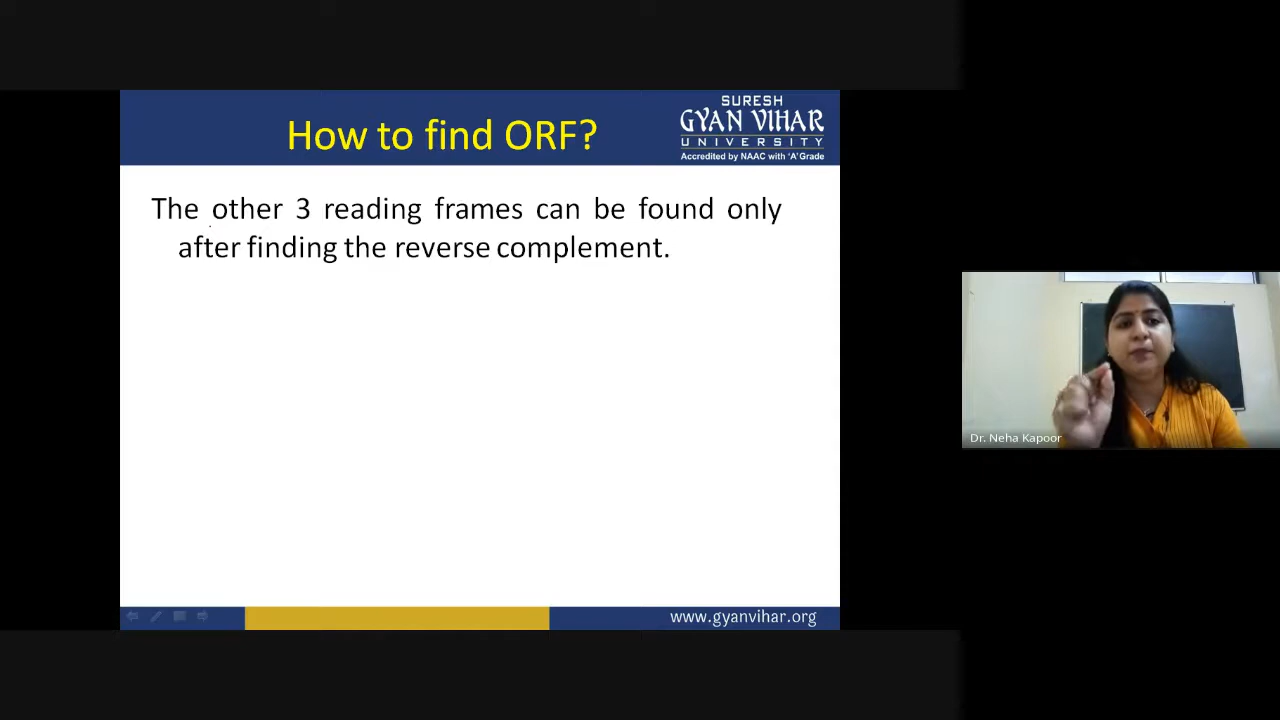 How to find ORF?
SURESH
GYAN VIHAR
UNIVERSITY
Accredited by NAAC with 'A' Grade
The other 3 reading frames can be found only
after finding the reverse complement.
Dr. Neha Kapoor
www.gyanvihar.org